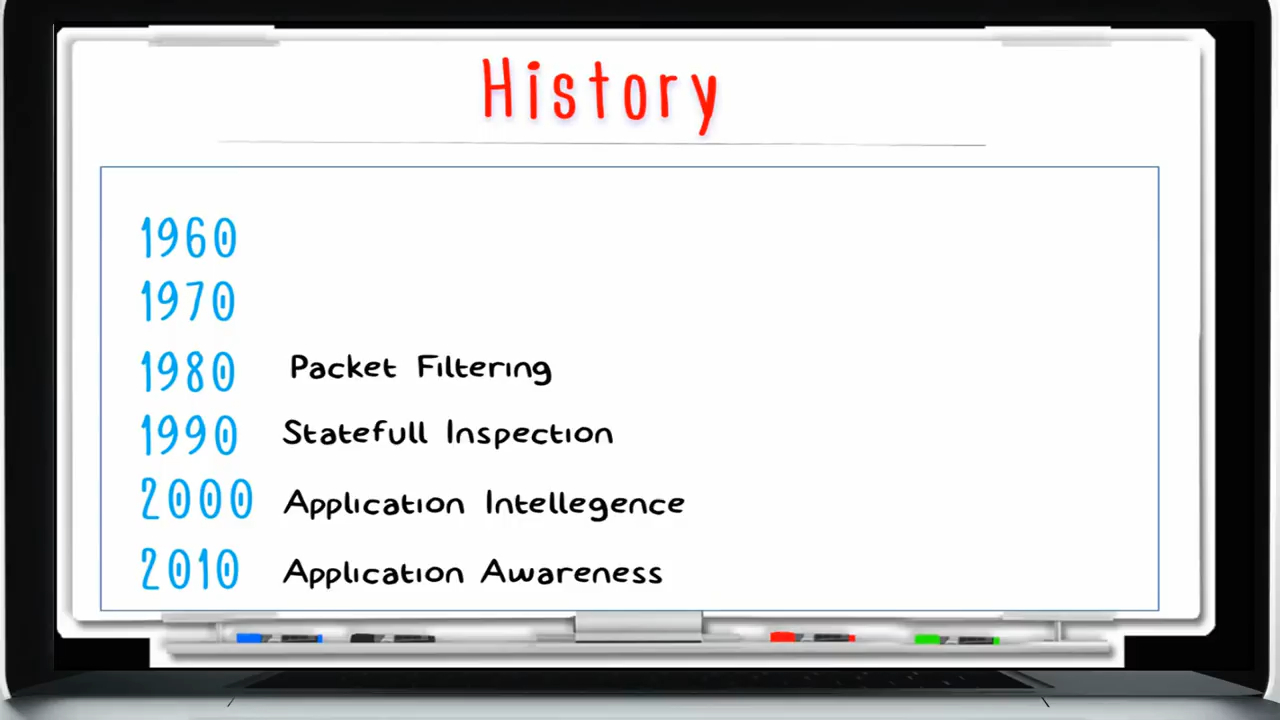 History
1960
1970
1980 Packet Filtering
1990 Statefull Inspection
2000 Application Intellegence
2010 Application Awareness